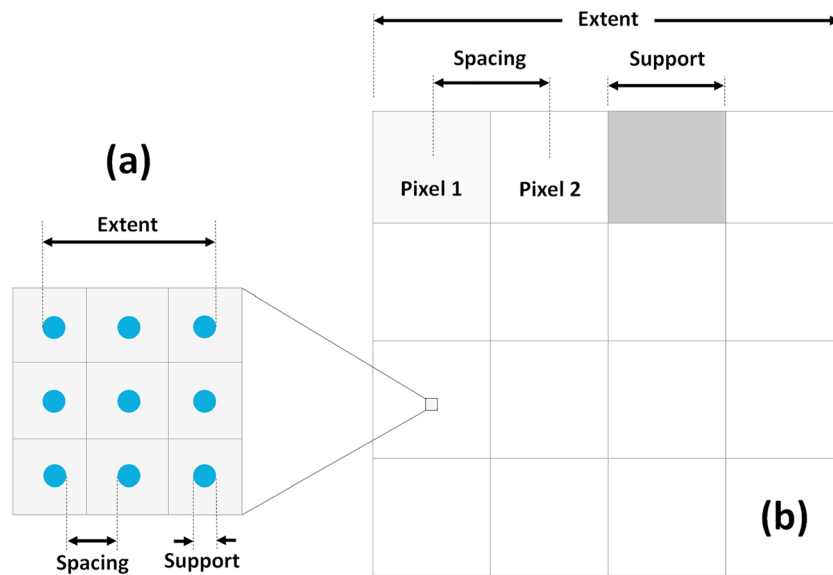 Extent
Spacing
Support
(a)
Pixel 1
Pixel 2
Extent
Spacing
Support
(b)